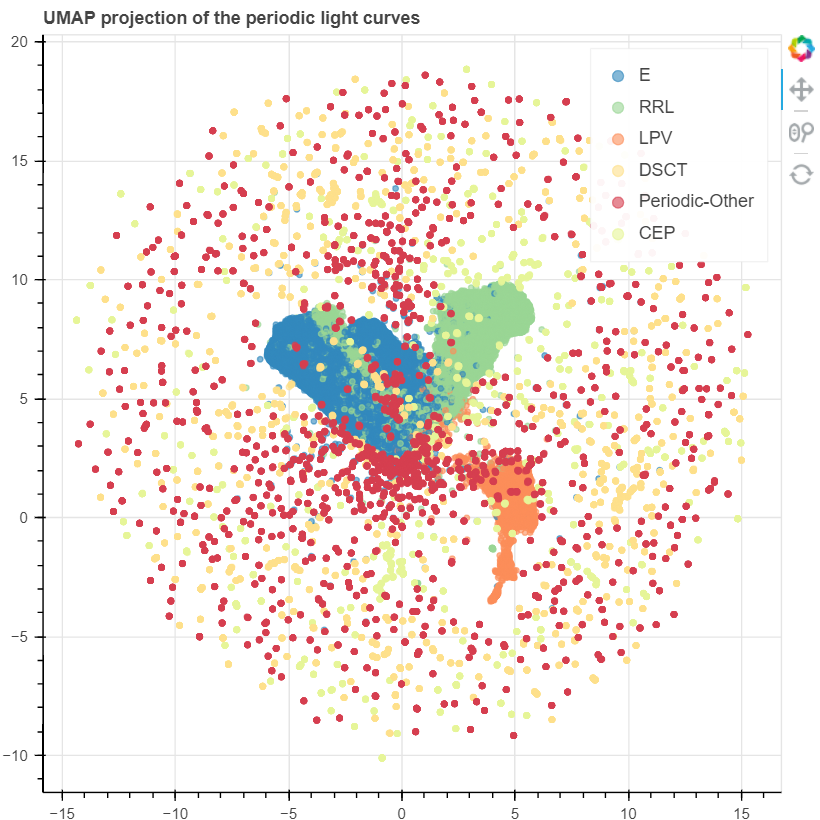 UMAP projection of the periodic light curves
20
15
10
5
0
−5
−10
−15
−10
−5
0
5
10
15
E
RRL
LPV
DSCT
Periodic-Other
CEP